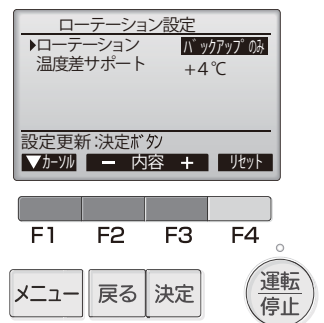 ローテーション設定
▶ローテーション バックアップのみ
温度差サポート +4℃
設定更新:決定ボタン
▼カーソル － 内容 ＋ リセット
F1 F2 F3 F4
メニュー 戻る 決定 運転
停止